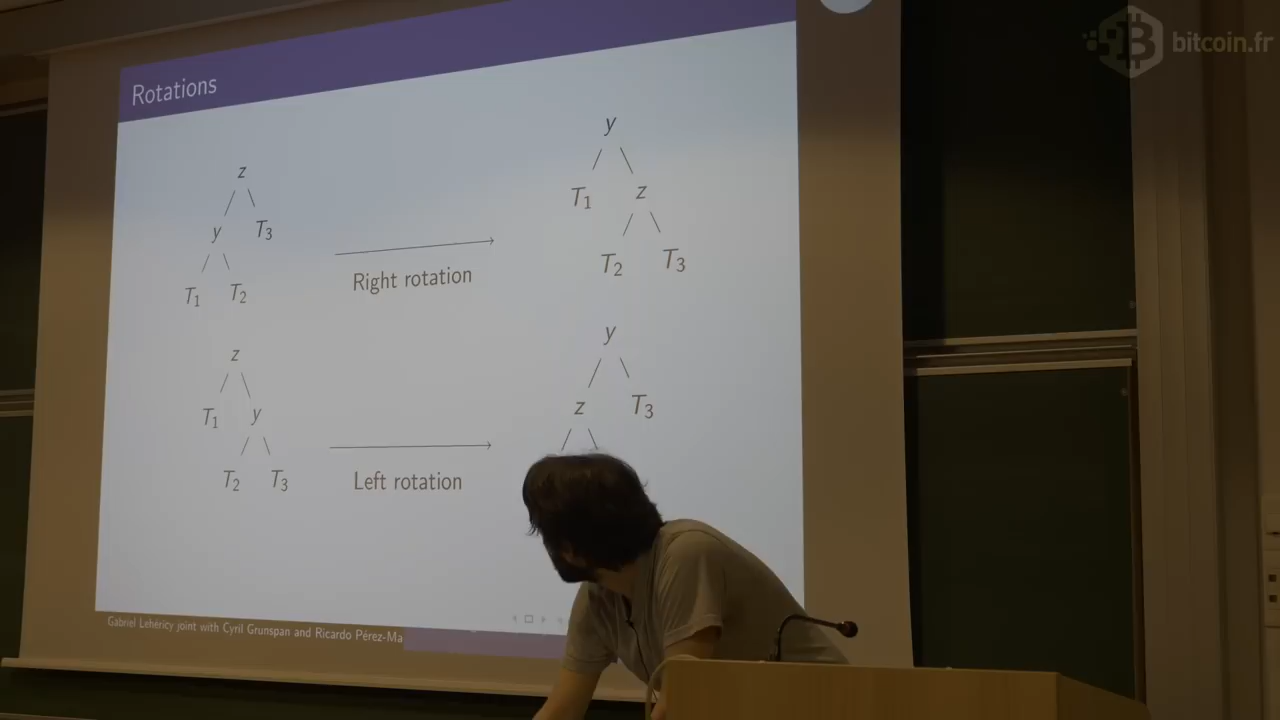 bitcoin.fr
Rotations
z
y T3
T1 T2
Right rotation
y
T1 z
T2 T3
z
T1 y
T2 T3
Left rotation
y
z T3
Gabriel Lehéricy joint with Cyril Grunspan and Ricardo Pérez-Ma